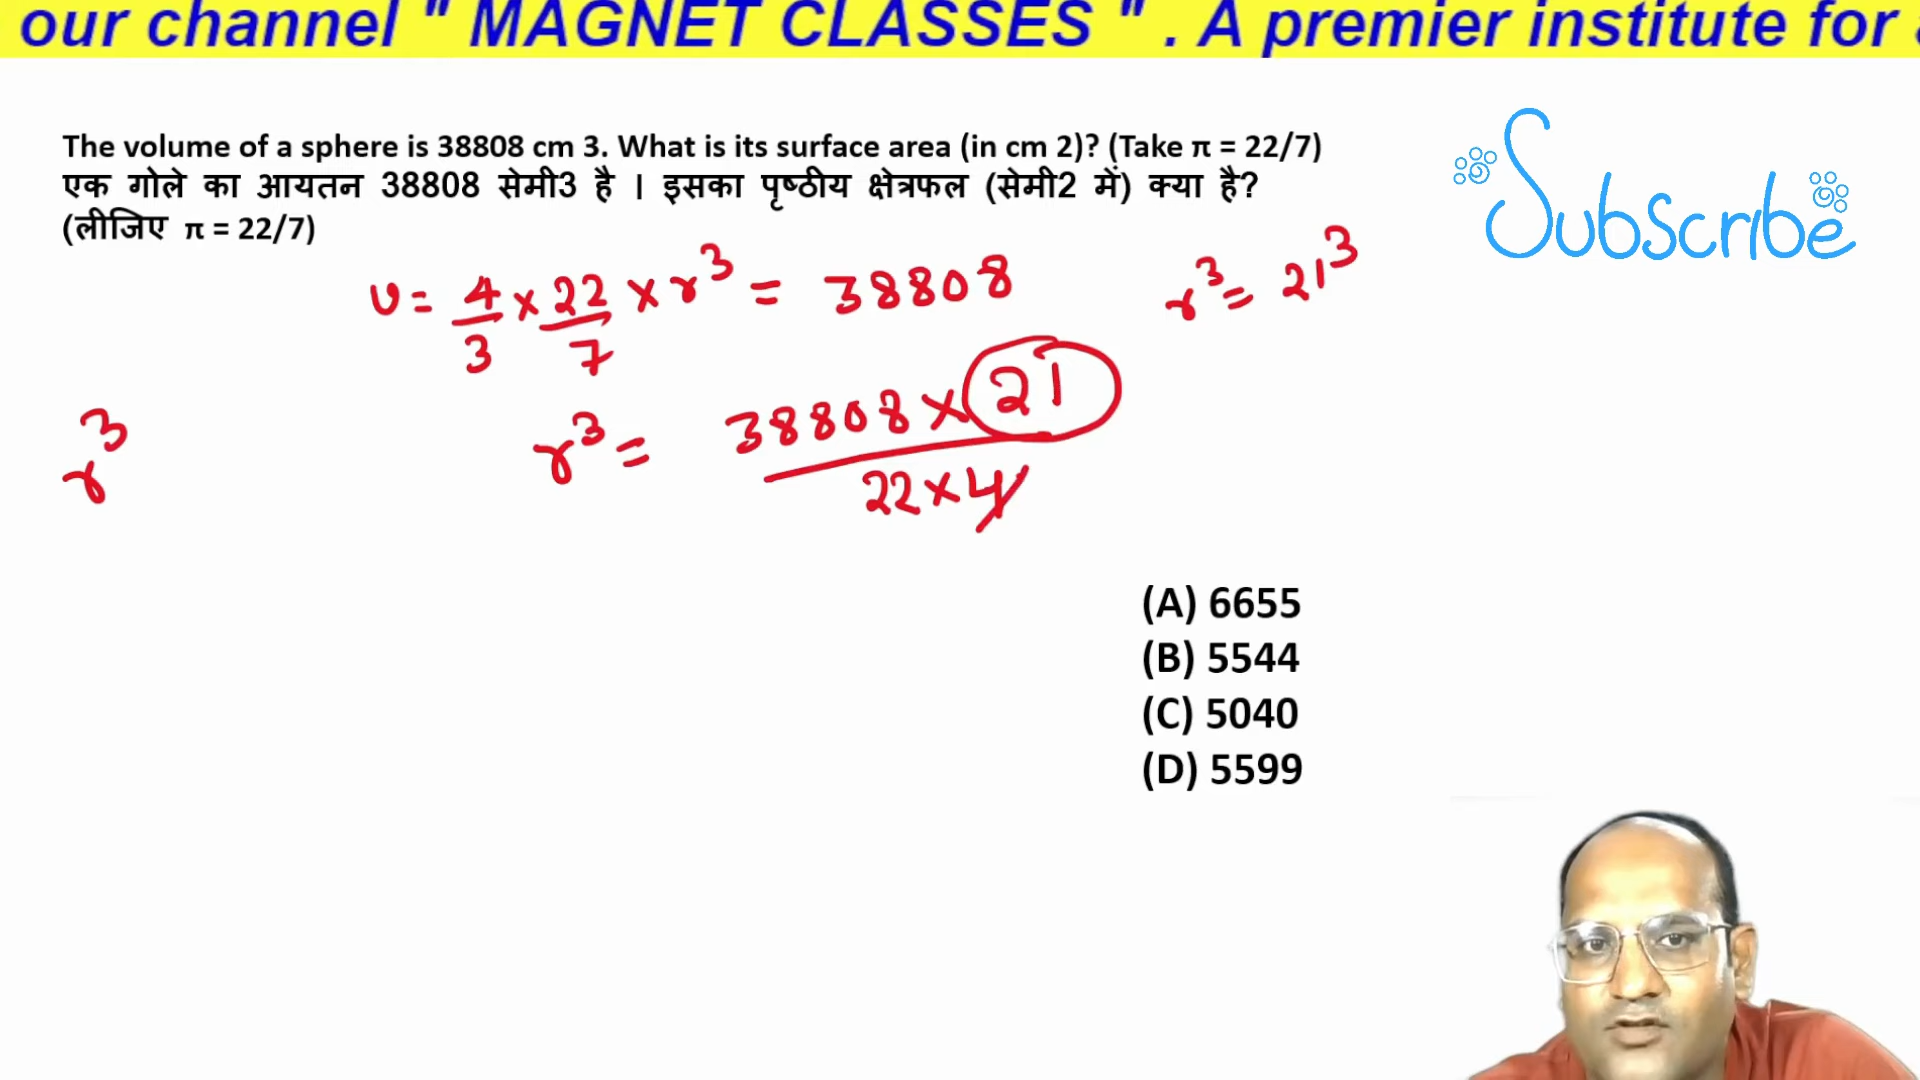 our channel " MAGNET CLASSES " . A premier institute for
The volume of a sphere is 38808 cm 3. What is its surface area (in cm 2)? (Take π = 22/7)
एक गोले का आयतन 38808 सेमी3 है । इसका पृष्ठीय क्षेत्रफल (सेमी2 में) क्या है?
(लीजिए π = 22/7)
Subscribe
v = 4/3 × 22/7 × r³ = 38808
r³ = 21³
r³
r³ = 38808 × 21 / 22 × 4
(A) 6655
(B) 5544
(C) 5040
(D) 5599